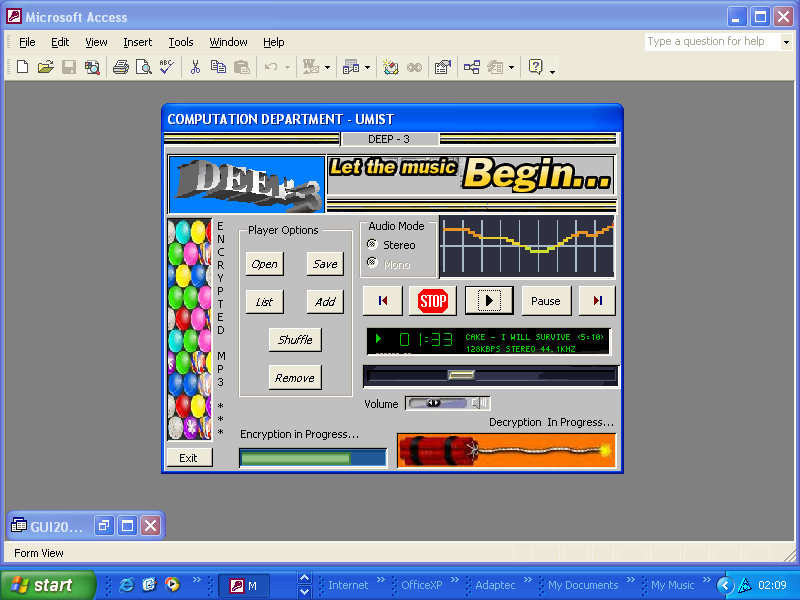 Microsoft Access
File Edit View Insert Tools Window Help
Type a question for help
COMPUTATION DEPARTMENT - UMIST
DEEP - 3
DEEP-3
Let the music Begin...
ENCRYPTED MP3 ***
Player Options
Open Save
List Add
Shuffle
Remove
Audio Mode
Stereo
Mono
STOP
Pause
01:33
CAKE - I WILL SURVIVE <5:10>
128KBPS STEREO 44.1KHZ
Volume
Decryption In Progress...
Encryption in Progress...
Exit
GUI20...
Form View
start
M
Internet »
OfficeXP »
Adaptec »
My Documents »
My Music »
02:09